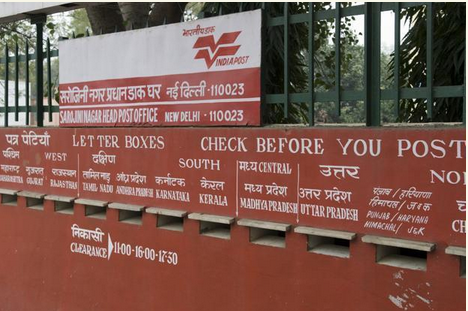 भारतीय डाक
INDIA POST
सरोजिनी नगर प्रधान डाक घर नई दिल्ली - 110023
SAROJINI NAGAR HEAD POST OFFICE NEW DELHI - 110023
पत्र पेटियाँ LETTER BOXES CHECK BEFORE YOU POST
पश्चिम WEST दक्षिण SOUTH मध्य CENTRAL उत्तर NO
गुजरात राजस्थान तामिल नाडु आंध्र प्रदेश कर्नाटक केरल मध्य प्रदेश उत्तर प्रदेश पंजाब / हरियाणा
GUJRAT RAJASTHAN TAMIL NADU ANDHRA PRADESH KARNATAKA KERALA MADHYA PRADESH UTTAR PRADESH PUNJAB / HARYANA
HIMACHAL / J&K
निकासी
CLEARANCE 11·00-16·00-17·30